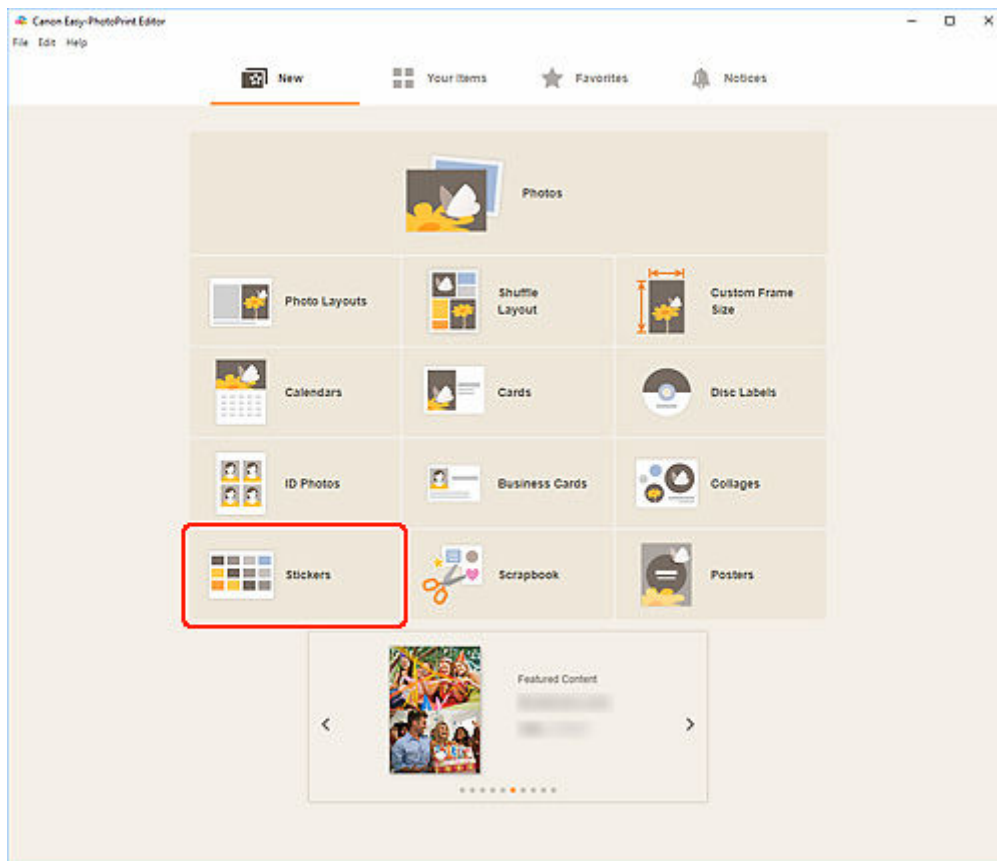 Canon Easy-PhotoPrint Editor
File Edit Help
New Your Items Favorites Notices
Photos
Photo Layouts
Shuffle
Layout
Custom Frame
Size
Calendars
Cards
Disc Labels
ID Photos
Business Cards
Collages
Stickers
Scrapbook
Posters
Featured Content